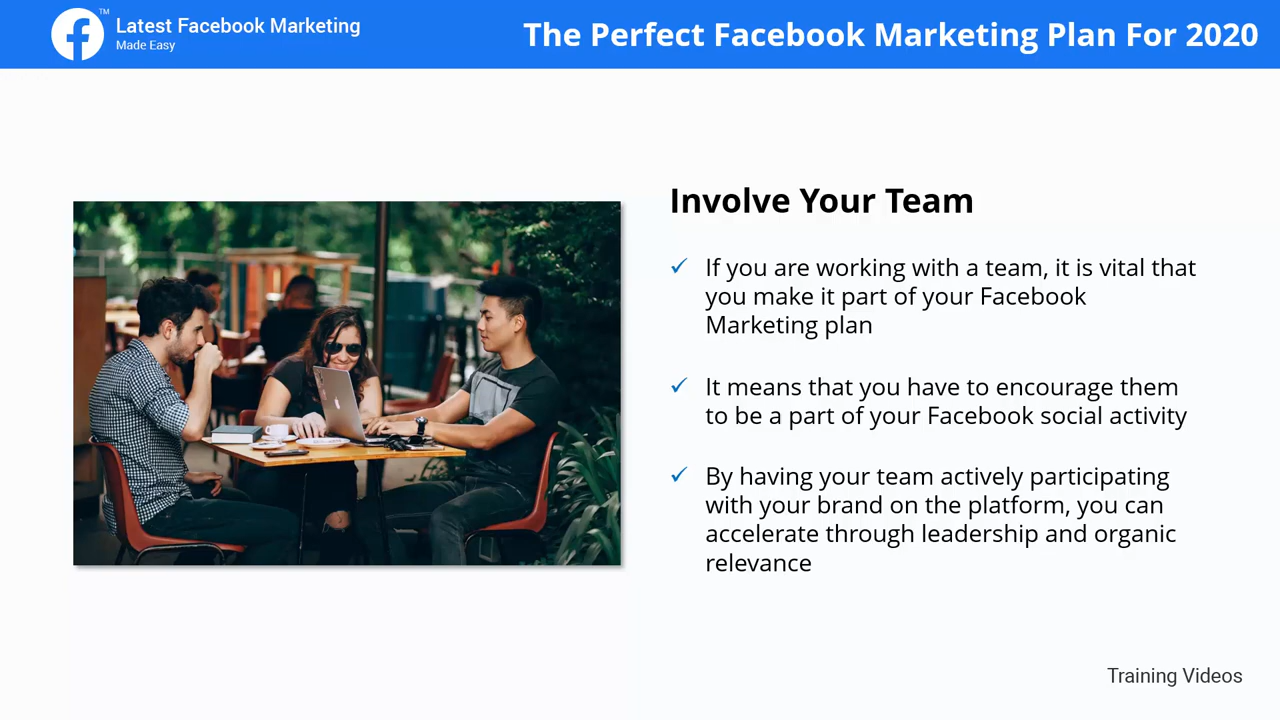 Latest Facebook Marketing
TM
Made Easy
The Perfect Facebook Marketing Plan For 2020
Involve Your Team
If you are working with a team, it is vital that
you make it part of your Facebook
Marketing plan
It means that you have to encourage them
to be a part of your Facebook social activity
By having your team actively participating
with your brand on the platform, you can
accelerate through leadership and organic
relevance
Training Videos